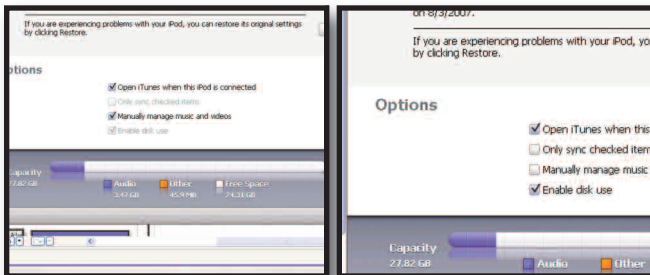 If you are experiencing problems with your iPod, you can restore its original settings
by clicking Restore.
ptions
Open iTunes when this iPod is connected
Only sync checked items
Manually manage music and videos
Enable disk use
apacity
27.82 GB
Audio
3.47 GB
Other
45.9 MB
Free Space
24.31 GB
on 8/3/2007.
If you are experiencing problems with your iPod, yo
by clicking Restore.
Options
Open iTunes when this
Only sync checked item
Manually manage music
Enable disk use
Capacity
27.82 GB
Audio
Other